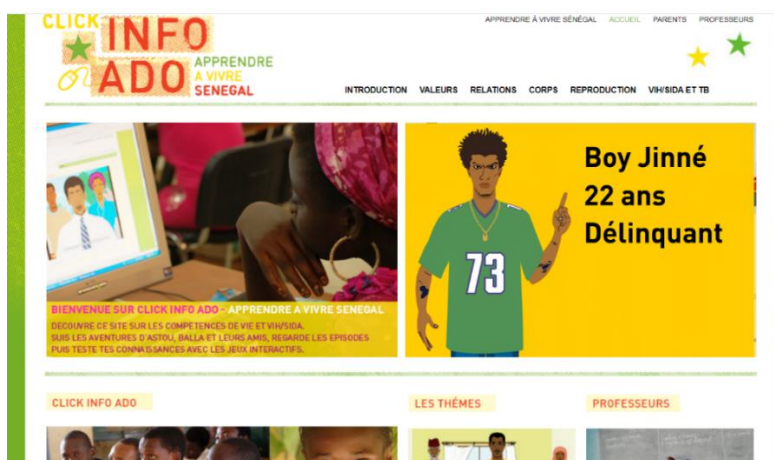 CLICK
INFO
ADO
APPRENDRE
A VIVRE
SENEGAL
APPRENDRE À VIVRE SÉNÉGAL ACCUEIL PARENTS PROFESSEURS
INTRODUCTION VALEURS RELATIONS CORPS REPRODUCTION VIH/SIDA ET TB
Boy Jinné
22 ans
Délinquant
73
BIENVENUE SUR CLICK INFO ADO - APPRENDRE A VIVRE SENEGAL
DECOUVRE CE SITE SUR LES COMPETENCES DE VIE ET VIH/SIDA.
SUIS LES AVENTURES D'ASTOU, BALLA ET LEURS AMIS, REGARDE LES EPISODES
PUIS TESTE TES CONNAISSANCES AVEC LES JEUX INTERACTIFS.
CLICK INFO ADO
LES THÉMES
PROFESSEURS